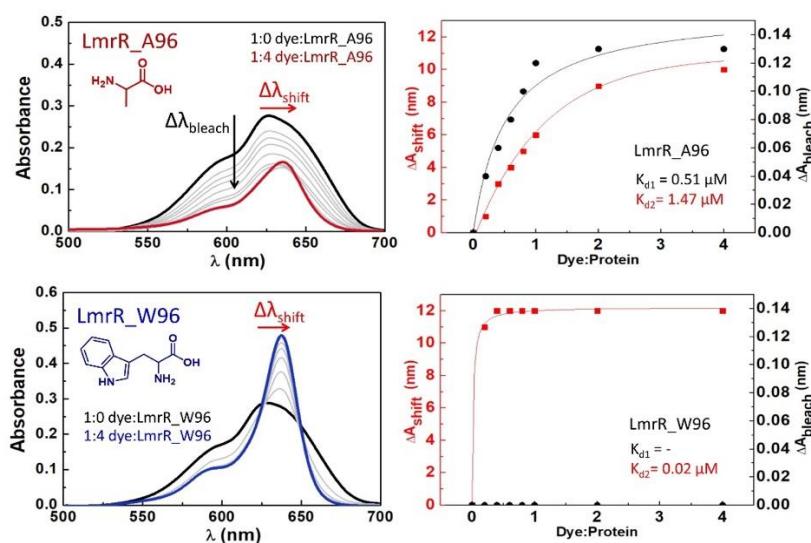 LmrR_A96
H₂N
O
OH
1:0 dye:LmrR_A96
1:4 dye:LmrR_A96
Δλshift
Δλbleach
Absorbance
0.5
0.4
0.3
0.2
0.1
0.0
500 550 600 650 700
λ (nm)
ΔAshift (nm)
12
10
8
6
4
2
0
LmrR_A96
Kd1 = 0.51 μM
Kd2= 1.47 μM
0.14
0.12
0.10
0.08
0.06
0.04
0.02
0.00
ΔAbleach (nm)
0 1 2 3 4
Dye:Protein
LmrR_W96
O
OH
NH₂
HN
1:0 dye:LmrR_W96
1:4 dye:LmrR_W96
Δλshift
Absorbance
0.6
0.5
0.4
0.3
0.2
0.1
0.0
500 550 600 650 700
λ (nm)
ΔAshift (nm)
12
10
8
6
4
2
0
LmrR_W96
Kd1 = -
Kd2= 0.02 μM
0.14
0.12
0.10
0.08
0.06
0.04
0.02
0.00
ΔAbleach (nm)
0 1 2 3 4
Dye:Protein